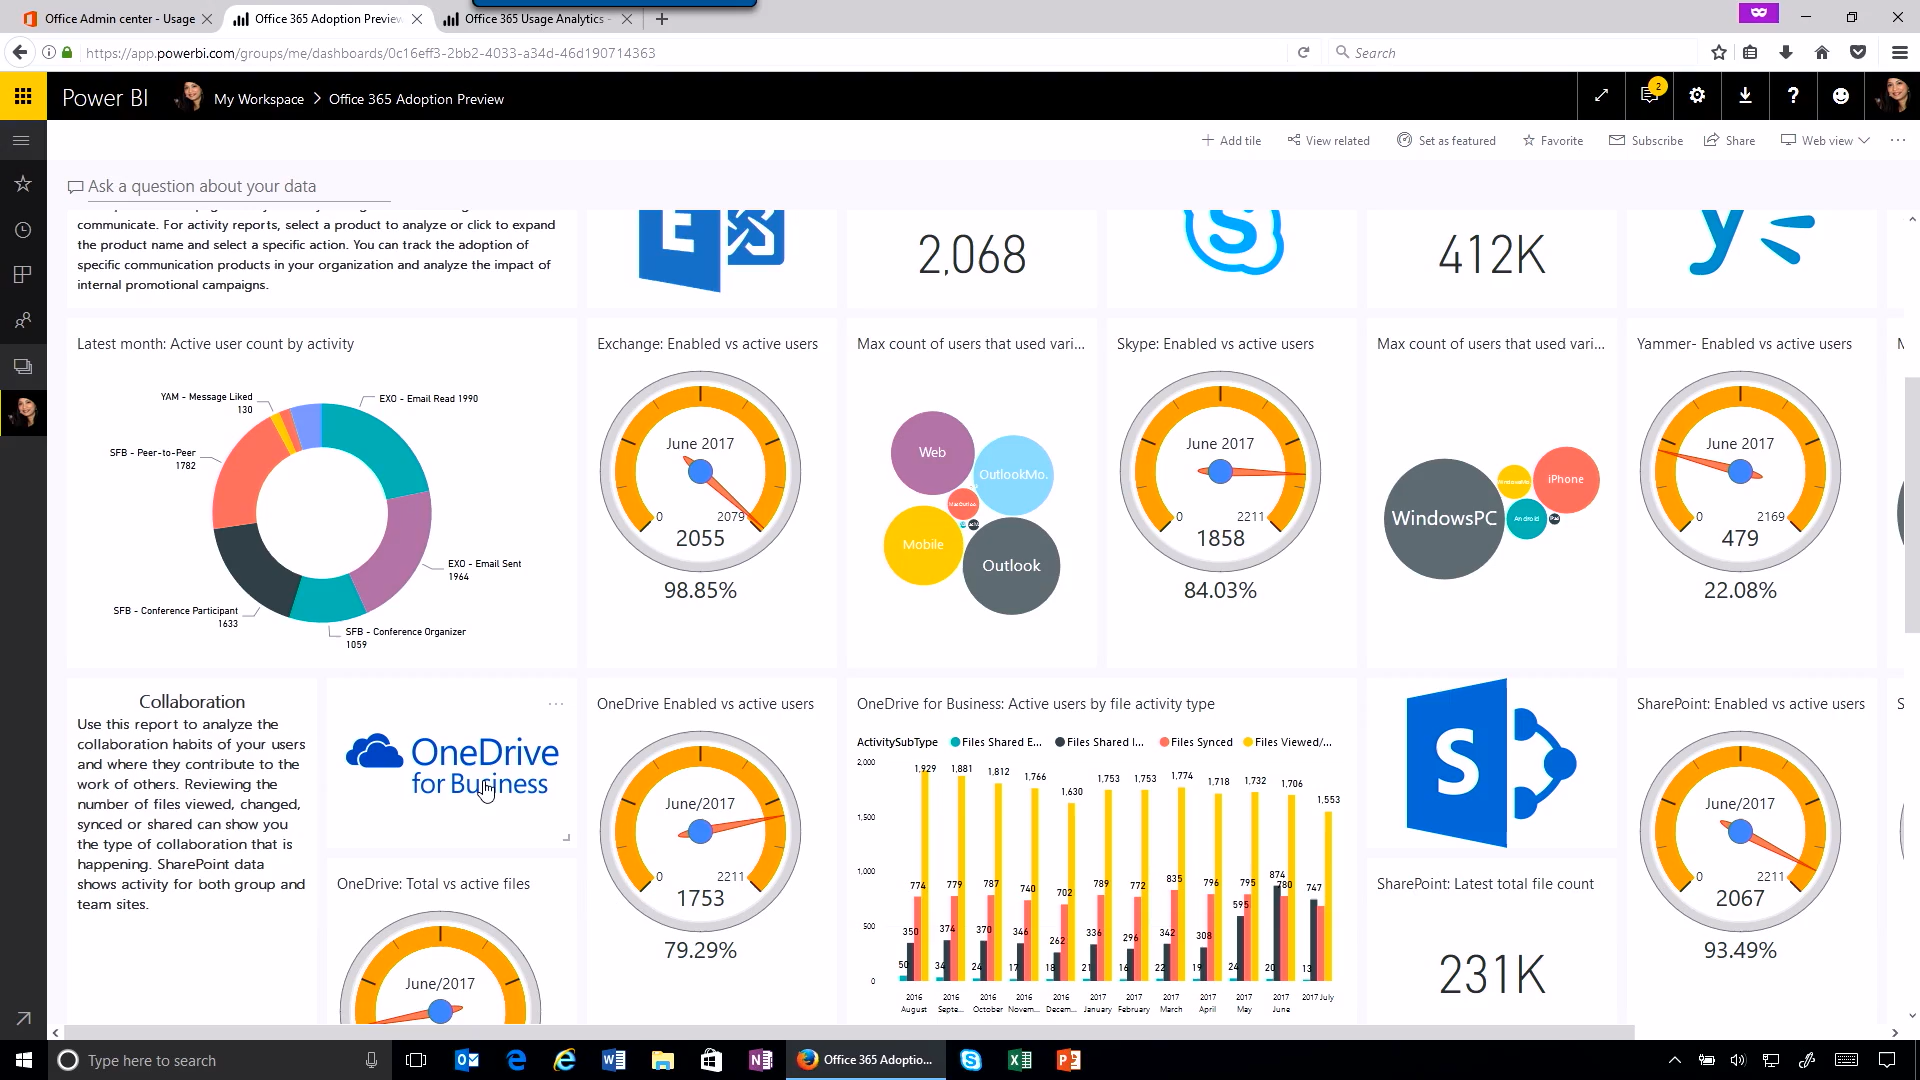 Office Admin center - Usage
Office 365 Adoption Preview
Office 365 Usage Analytics -
https://app.powerbi.com/groups/me/dashboards/0c16eff3-2bb2-4033-a34d-46d190714363
Search
Power BI
My Workspace > Office 365 Adoption Preview
2
?
Add tile
View related
Set as featured
Favorite
Subscribe
Share
Web view
Ask a question about your data
communicate. For activity reports, select a product to analyze or click to expand
the product name and select a specific action. You can track the adoption of
specific communication products in your organization and analyze the impact of
internal promotional campaigns.
E
2,068
S
412K
y
Latest month: Active user count by activity
YAM - Message Liked
130
EXO - Email Read 1990
SFB - Peer-to-Peer
1782
EXO - Email Sent
1964
SFB - Conference Participant
1633
SFB - Conference Organizer
1059
Exchange: Enabled vs active users
June 2017
0
2079
2055
98.85%
Max count of users that used vari...
Web
OutlookMo.
Mobile
Outlook
Skype: Enabled vs active users
June 2017
0
2211
1858
84.03%
Max count of users that used vari...
WindowsPC
iPhone
Android
Yammer- Enabled vs active users
June 2017
0
2169
479
22.08%
Collaboration
Use this report to analyze the
collaboration habits of your users
and where they contribute to the
work of others. Reviewing the
number of files viewed, changed,
synced or shared can show you
the type of collaboration that is
happening. SharePoint data
shows activity for both group and
team sites.
OneDrive
for Business
OneDrive: Total vs active files
June/2017
OneDrive Enabled vs active users
June/2017
0
2211
1753
79.29%
OneDrive for Business: Active users by file activity type
ActivitySubType
Files Shared E...
Files Shared I...
Files Synced
Files Viewed/...
2,000
1,500
1,000
500
0
1,929
1,881
1,812
1,766
1,630
1,753
1,753
1,774
1,718
1,732
1,706
1,553
774
779
787
740
702
789
772
835
796
795
780
350
374
370
346
262
336
296
342
308
595
874
747
50
34
24
17
18
21
16
22
19
24
20
13
2016 August
2016 Septe...
2016 October
2016 Novem...
2016 Decem...
2017 January
2017 February
2017 March
2017 April
2017 May
2017 June
2017 July
S
SharePoint: Latest total file count
231K
SharePoint: Enabled vs active users
June/2017
0
2211
2067
93.49%
Type here to search
Office 365 Adoptio...